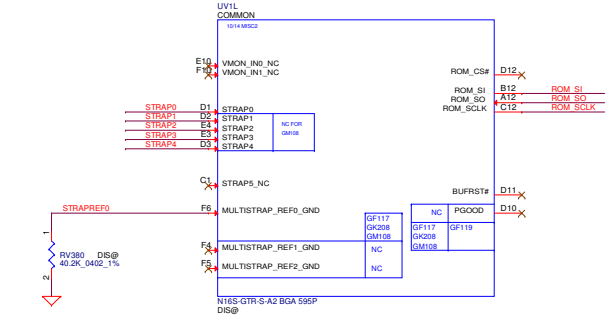 UV1L
COMMON
10/14 MISC2
E10 VMON_IN0_NC
F10 VMON_IN1_NC
ROM_CS# D12
ROM_SI B12 ROM_SI
ROM_SO A12 ROM_SO
ROM_SCLK C12 ROM_SCLK
STRAP0 D1 STRAP0
STRAP1 D2 STRAP1
STRAP2 E4 STRAP2
STRAP3 E3 STRAP3
STRAP4 D3 STRAP4
NC FOR
GM108
C1 STRAP5_NC
BUFRST# D11
STRAPREF0 F6 MULTISTRAP_REF0_GND
NC PGOOD D10
GF117
GK208
GM108
GF117 GF119
GK208
GM108
F4 MULTISTRAP_REF1_GND NC
F5 MULTISTRAP_REF2_GND NC
1
RV380 DIS@
40.2K_0402_1%
2
N16S-GTR-S-A2 BGA 595P
DIS@